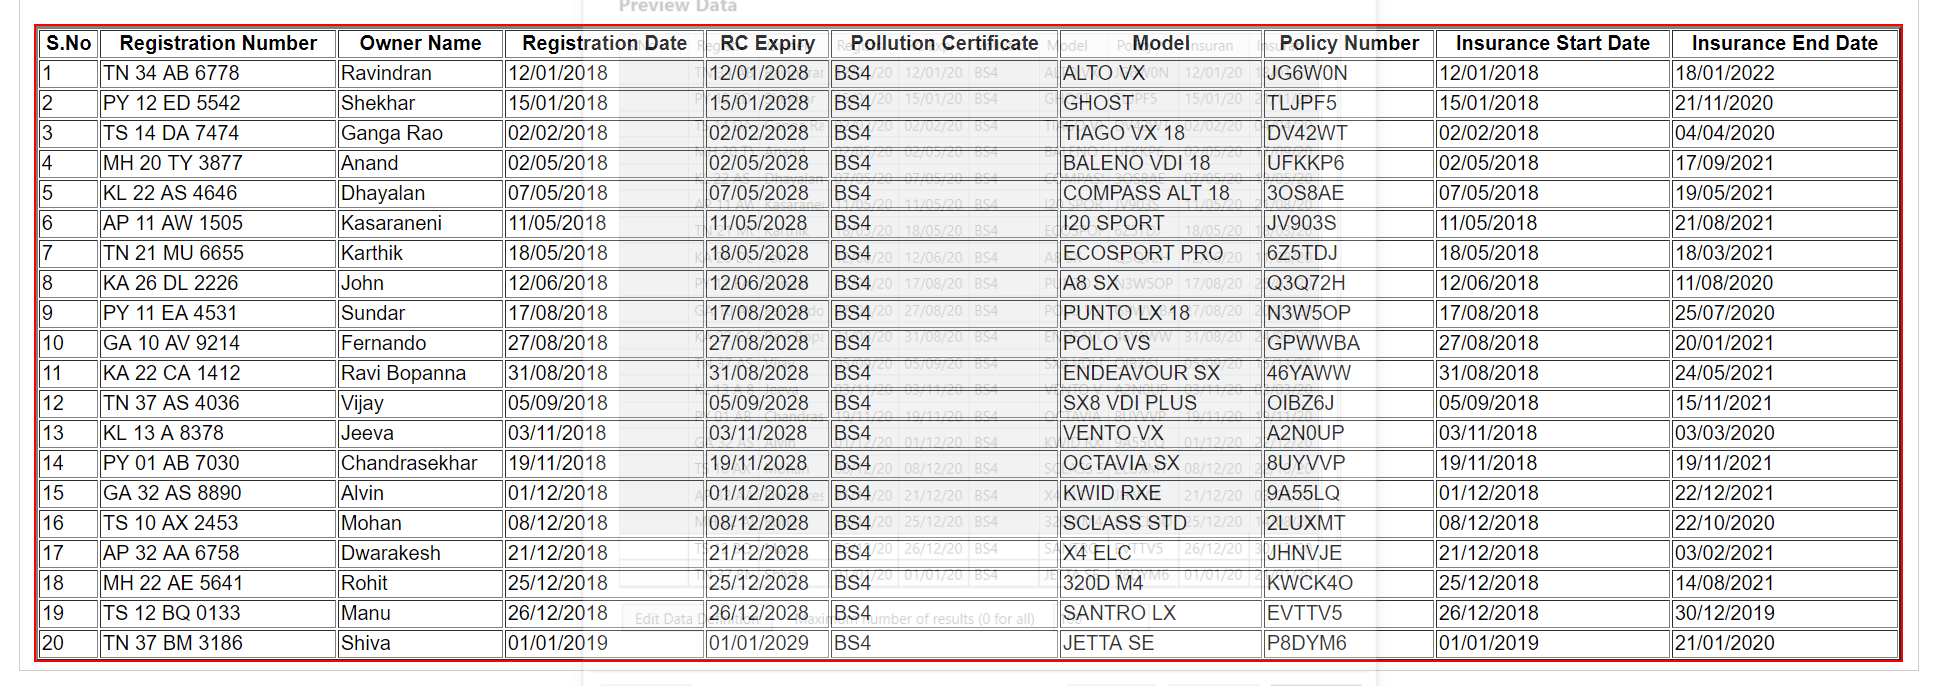 Preview Data
S.No Registration Number Owner Name Registration Date RC Expiry Pollution Certificate Model Policy Number Insurance Start Date Insurance End Date
1 TN 34 AB 6778 Ravindran 12/01/2018 12/01/2028 BS4 ALTO VX JG6W0N 12/01/2018 18/01/2022
2 PY 12 ED 5542 Shekhar 15/01/2018 15/01/2028 BS4 GHOST TLJPF5 15/01/2018 21/11/2020
3 TS 14 DA 7474 Ganga Rao 02/02/2018 02/02/2028 BS4 TIAGO VX 18 DV42WT 02/02/2018 04/04/2020
4 MH 20 TY 3877 Anand 02/05/2018 02/05/2028 BS4 BALENO VDI 18 UFKKP6 02/05/2018 17/09/2021
5 KL 22 AS 4646 Dhayalan 07/05/2018 07/05/2028 BS4 COMPASS ALT 18 3OS8AE 07/05/2018 19/05/2021
6 AP 11 AW 1505 Kasaraneni 11/05/2018 11/05/2028 BS4 I20 SPORT JV903S 11/05/2018 21/08/2021
7 TN 21 MU 6655 Karthik 18/05/2018 18/05/2028 BS4 ECOSPORT PRO 6Z5TDJ 18/05/2018 18/03/2021
8 KA 26 DL 2226 John 12/06/2018 12/06/2028 BS4 A8 SX Q3Q72H 12/06/2018 11/08/2020
9 PY 11 EA 4531 Sundar 17/08/2018 17/08/2028 BS4 PUNTO LX 18 N3W5OP 17/08/2018 25/07/2020
10 GA 10 AV 9214 Fernando 27/08/2018 27/08/2028 BS4 POLO VS GPWWBA 27/08/2018 20/01/2021
11 KA 22 CA 1412 Ravi Bopanna 31/08/2018 31/08/2028 BS4 ENDEAVOUR SX 46YAWW 31/08/2018 24/05/2021
12 TN 37 AS 4036 Vijay 05/09/2018 05/09/2028 BS4 SX8 VDI PLUS OIBZ6J 05/09/2018 15/11/2021
13 KL 13 A 8378 Jeeva 03/11/2018 03/11/2028 BS4 VENTO VX A2N0UP 03/11/2018 03/03/2020
14 PY 01 AB 7030 Chandrasekhar 19/11/2018 19/11/2028 BS4 OCTAVIA SX 8UYVVP 19/11/2018 19/11/2021
15 GA 32 AS 8890 Alvin 01/12/2018 01/12/2028 BS4 KWID RXE 9A55LQ 01/12/2018 22/12/2021
16 TS 10 AX 2453 Mohan 08/12/2018 08/12/2028 BS4 SCLASS STD 2LUXMT 08/12/2018 22/10/2020
17 AP 32 AA 6758 Dwarakesh 21/12/2018 21/12/2028 BS4 X4 ELC JHNVJE 21/12/2018 03/02/2021
18 MH 22 AE 5641 Rohit 25/12/2018 25/12/2028 BS4 320D M4 KWCK4O 25/12/2018 14/08/2021
19 TS 12 BQ 0133 Manu 26/12/2018 26/12/2028 BS4 SANTRO LX EVTTV5 26/12/2018 30/12/2019
Edit Data Definition Maximum number of results (0 for all)
20 TN 37 BM 3186 Shiva 01/01/2019 01/01/2029 BS4 JETTA SE P8DYM6 01/01/2019 21/01/2020